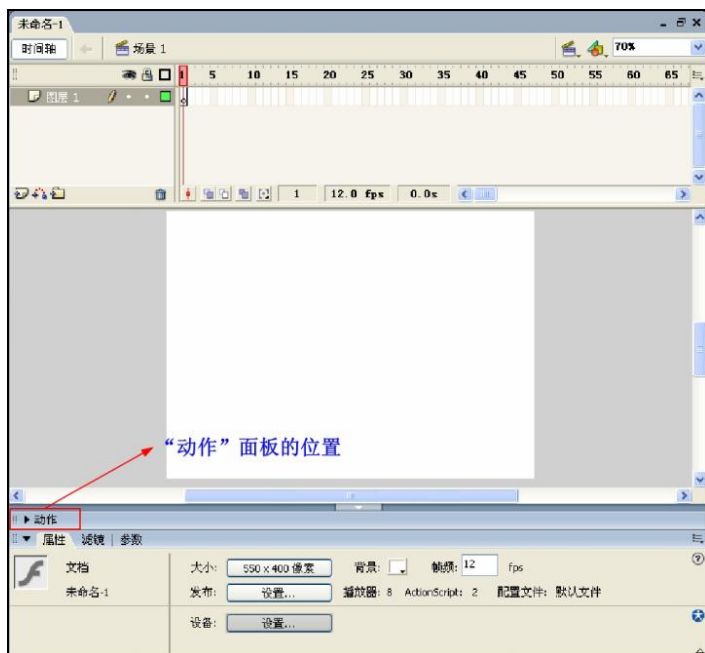 未命名-1
时间轴 场景 1 70%
1 5 10 15 20 25 30 35 40 45 50 55 60 65
图层 1
1 12.0 fps 0.0s
“动作”面板的位置
动作
属性 滤镜 参数
文档 大小: 550 x 400 像素 背景: 帧频: 12 fps
未命名-1 发布: 设置... 播放器: 8 ActionScript: 2 配置文件: 默认文件
设备: 设置...